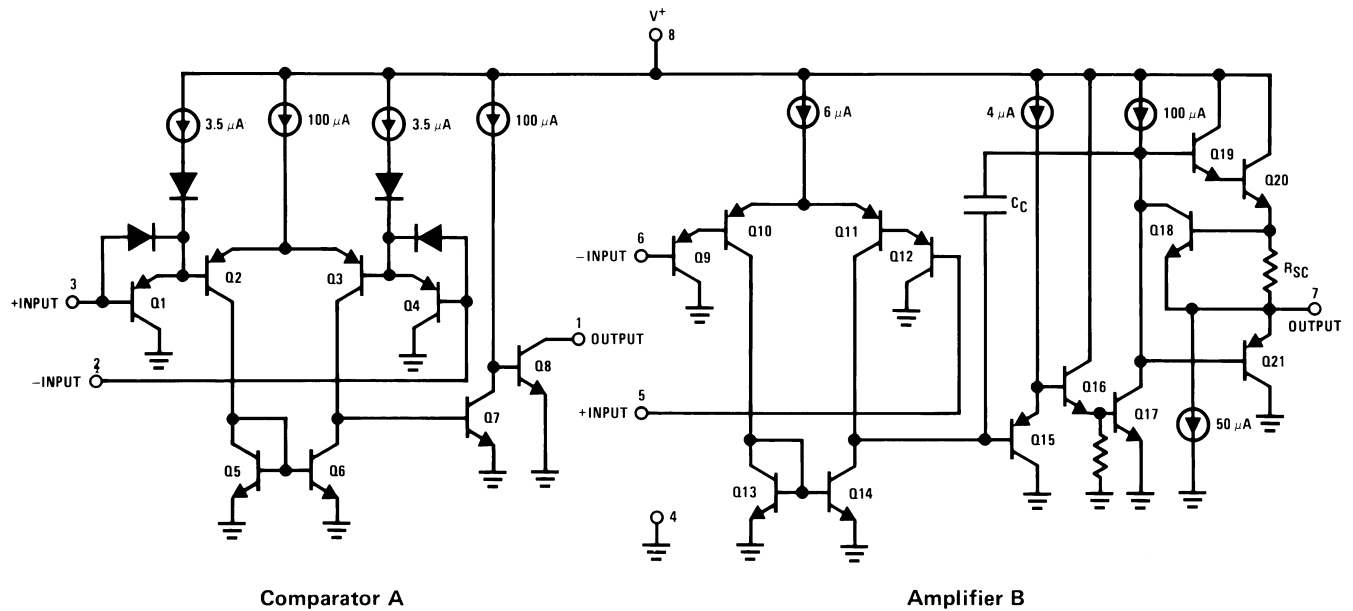 V+
8
3.5 µA
100 µA
3.5 µA
100 µA
6 µA
4 µA
100 µA
Q19
Q20
CC
Q18
Q10
Q11
6
−INPUT
Q9
Q12
RSC
Q2
Q3
3
+INPUT
Q1
Q4
7
OUTPUT
1
OUTPUT
2
−INPUT
Q8
Q21
Q16
5
+INPUT
Q7
Q17
50 µA
Q15
Q5
Q6
Q13
Q14
4
Comparator A
Amplifier B